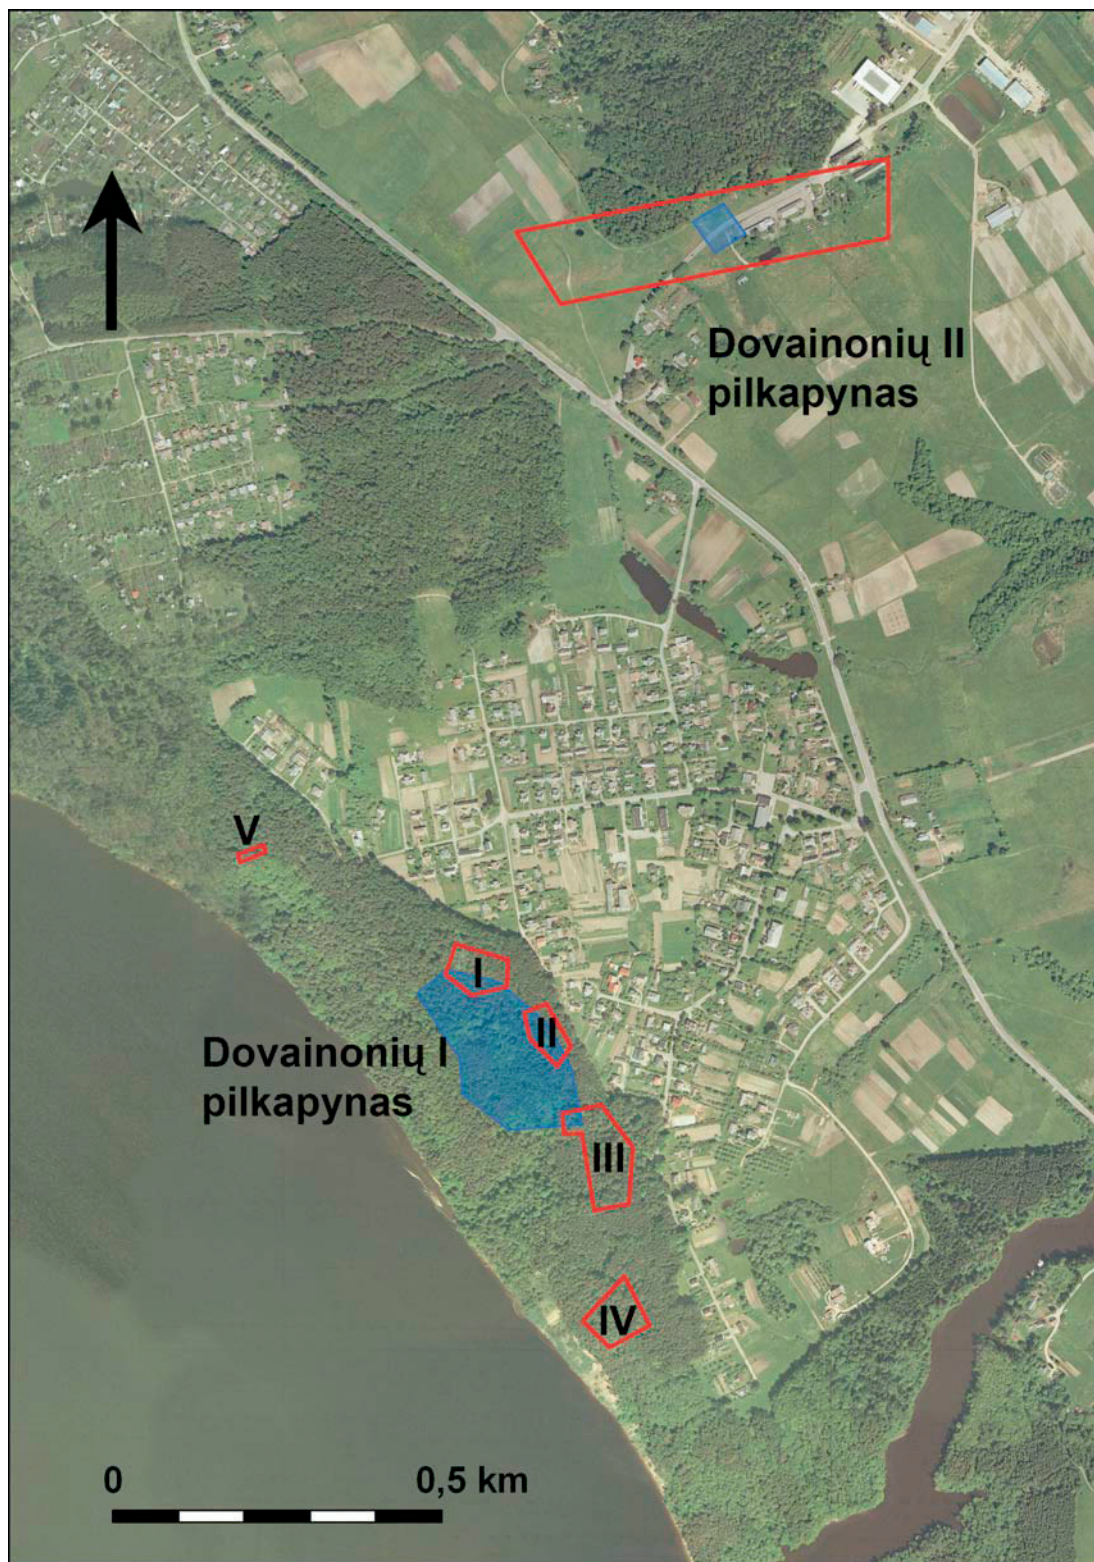 Dovainonių II
pilkapynas
V
I
II
Dovainonių I
pilkapynas
III
IV
0
0,5 km